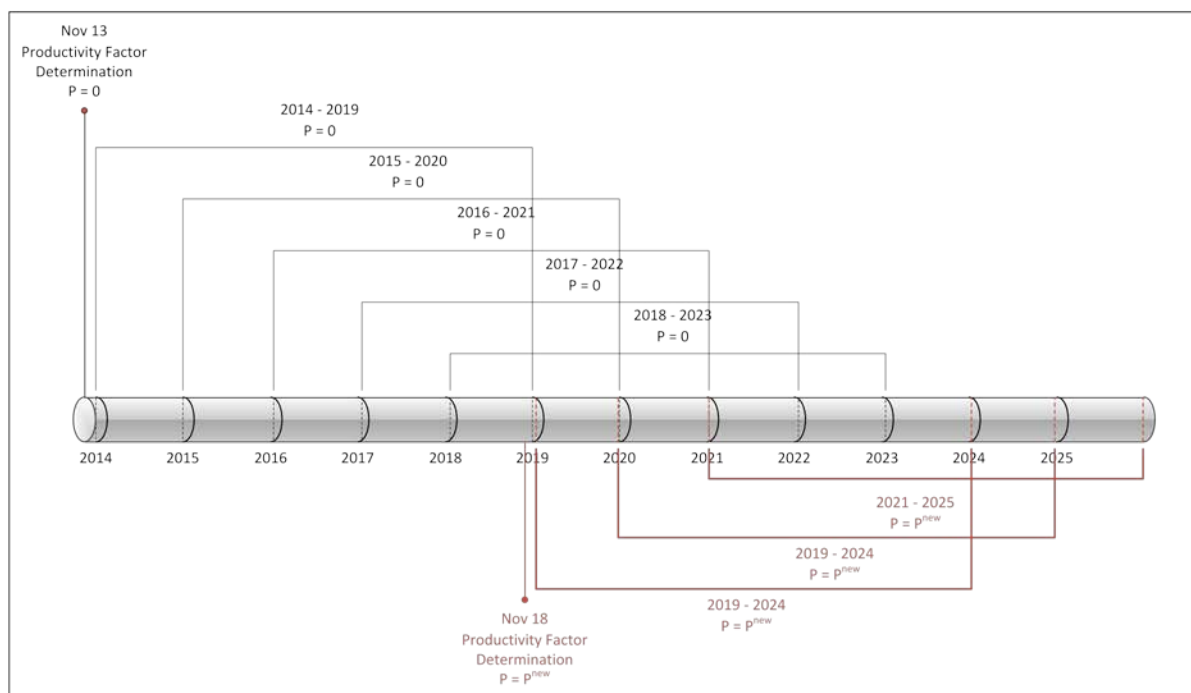 Nov 13
Productivity Factor
Determination
P = 0
2014 - 2019
P = 0
2015 - 2020
P = 0
2016 - 2021
P = 0
2017 - 2022
P = 0
2018 - 2023
P = 0
2014
2015
2016
2017
2018
2019
2020
2021
2022
2023
2024
2025
2021 - 2025
P = P^new
2019 - 2024
P = P^new
2019 - 2024
P = P^new
Nov 18
Productivity Factor
Determination
P = P^new